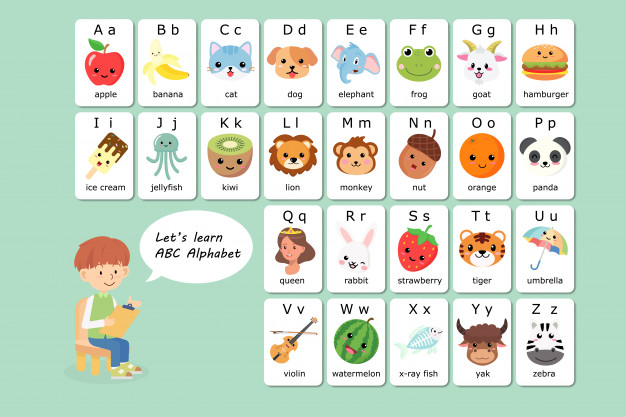 A a B b C c D d E e F f G g H h
apple banana cat dog elephant frog goat hamburger
I i J j K k L l M m N n O o P p
ice cream jellyfish kiwi lion monkey nut orange panda
Let's learn
ABC Alphabet
Q q R r S s T t U u
queen rabbit strawberry tiger umbrella
V v W w X x Y y Z z
violin watermelon x-ray fish yak zebra